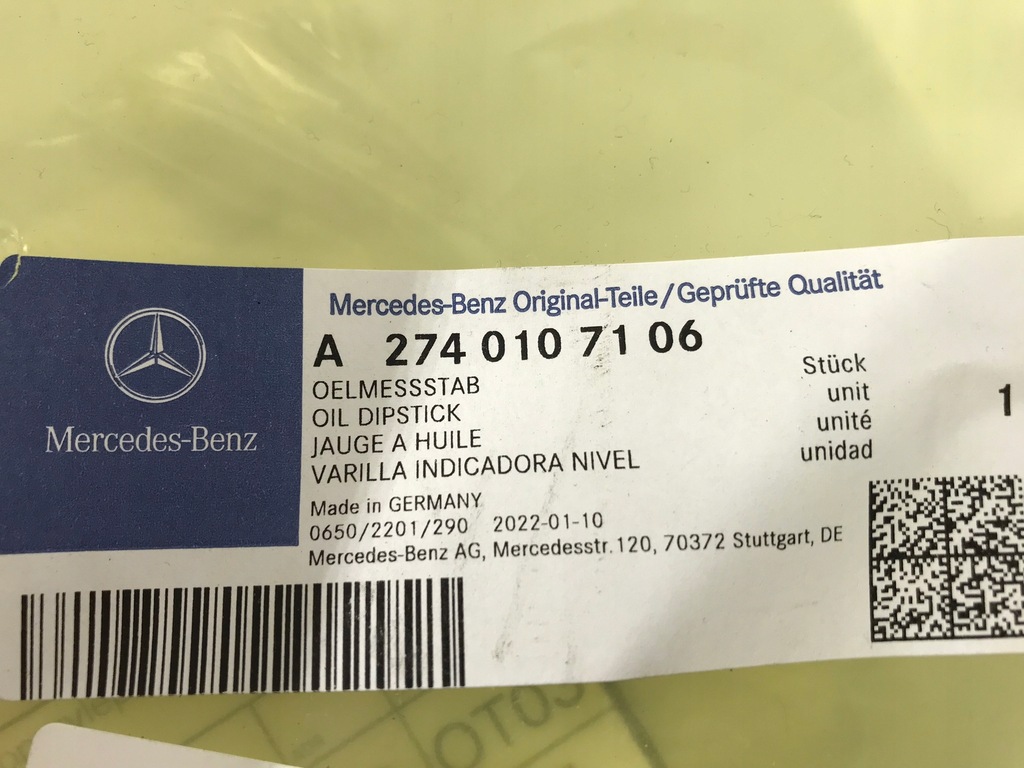 Mercedes-Benz
Mercedes-Benz Original-Teile/Geprüfte Qualität
A 274 010 71 06
OELMESSSTAB
OIL DIPSTICK
JAUGE A HUILE
VARILLA INDICADORA NIVEL
Stück
unit
unité
unidad
1
Made in GERMANY
0650/2201/290 2022-01-10
Mercedes-Benz AG, Mercedesstr. 120, 70372 Stuttgart, DE